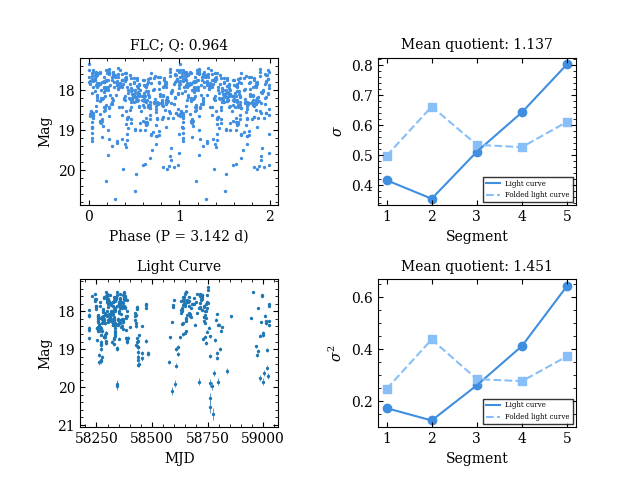 FLC; Q: 0.964
Mag
18
19
20
0
1
2
Phase (P = 3.142 d)
Mean quotient: 1.137
σ
0.8
0.7
0.6
0.5
0.4
Light curve
Folded light curve
1
2
3
4
5
Segment
Light Curve
Mag
18
19
20
21
58250
58500
58750
59000
MJD
Mean quotient: 1.451
σ²
0.6
0.4
0.2
Light curve
Folded light curve
1
2
3
4
5
Segment